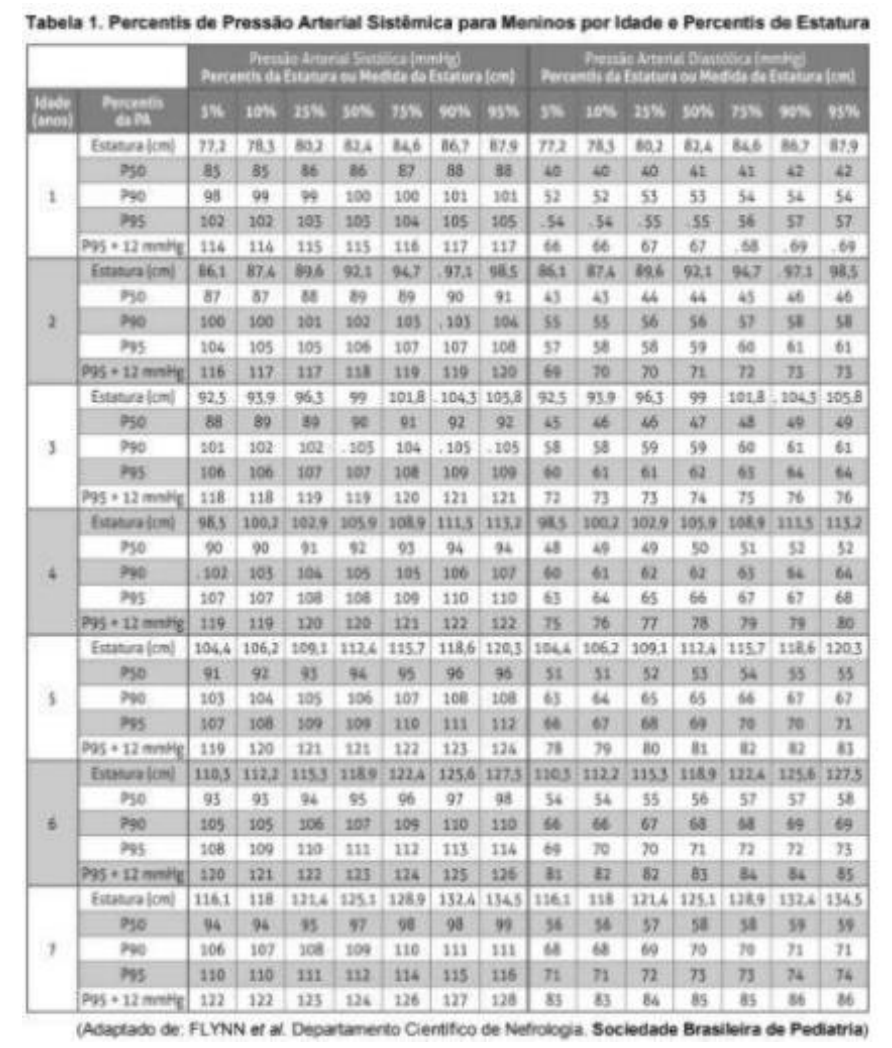 Tabela 1. Percentis de Pressão Arterial Sistêmica para Meninos por Idade e Percentis de Estatura
Pressão Arterial Sistólica (mmHg) Pressão Arterial Diastólica (mmHg)
Percentis da Estatura ou Medida da Estatura (cm) Percentis da Estatura ou Medida da Estatura (cm)
Idade (anos) Percentis da PA 5% 10% 25% 50% 75% 90% 95% 5% 10% 25% 50% 75% 90% 95%
Estatura (cm) 77,2 78,3 80,2 82,4 84,6 86,7 87,9 77,2 78,3 80,2 82,4 84,6 86,7 87,9
P50 85 85 86 86 87 88 88 40 40 40 41 41 42 42
1 P90 98 99 99 100 100 101 101 52 52 53 53 54 54 54
P95 102 102 103 103 104 105 105 .54 .54 .55 .55 56 57 57
P95 + 12 mmHg 114 114 115 115 116 117 117 66 66 67 67 .68 .69 .69
Estatura (cm) 86,1 87,4 89,6 92,1 94,7 .97,1 98,5 86,1 87,4 89,6 92,1 94,7 .97,1 98,5
P50 87 87 88 89 89 90 91 43 43 44 44 45 46 46
2 P90 100 100 101 102 103 .103 104 55 55 56 56 57 58 58
P95 104 105 105 106 107 107 108 57 58 58 59 60 61 61
P95 + 12 mmHg 116 117 117 118 119 119 120 69 70 70 71 72 73 73
Estatura (cm) 92,5 93,9 96,3 99 101,8 .104,3 105,8 92,5 93,9 96,3 99 101,8 .104,3 105,8
P50 88 89 89 90 91 92 92 45 46 46 47 48 49 49
3 P90 101 102 102 .103 104 .105 .105 58 58 59 59 60 61 61
P95 106 106 107 107 108 109 109 60 61 61 62 63 64 64
P95 + 12 mmHg 118 118 119 119 120 121 121 72 73 73 74 75 76 76
Estatura (cm) 98,5 100,2 102,9 105,9 108,9 111,5 113,2 98,5 100,2 102,9 105,9 108,9 111,5 113,2
P50 90 90 91 92 93 94 94 48 49 49 50 51 52 52
4 P90 .102 103 104 105 105 106 107 60 61 62 62 63 64 64
P95 107 107 108 108 109 110 110 63 64 65 66 67 67 68
P95 + 12 mmHg 119 119 120 120 121 122 122 75 76 77 78 79 79 80
Estatura (cm) 104,4 106,2 109,1 112,4 115,7 118,6 120,3 104,4 106,2 109,1 112,4 115,7 118,6 120,3
P50 91 92 93 94 95 96 96 51 51 52 53 54 55 55
5 P90 103 104 105 106 107 108 108 63 64 65 65 66 67 67
P95 107 108 109 109 110 111 112 66 67 68 69 70 70 71
P95 + 12 mmHg 119 120 121 121 122 123 124 78 79 80 81 82 82 83
Estatura (cm) 110,3 112,2 115,3 118,9 122,4 125,6 127,5 110,3 112,2 115,3 118,9 122,4 125,6 127,5
P50 93 93 94 95 96 97 98 54 54 55 56 57 57 58
6 P90 105 105 106 107 109 110 110 66 66 67 68 68 69 69
P95 108 109 110 111 112 113 114 69 70 70 71 72 72 73
P95 + 12 mmHg 120 121 122 123 124 125 126 81 82 82 83 84 84 85
Estatura (cm) 116,1 118 121,4 125,1 128,9 132,4 134,5 116,1 118 121,4 125,1 128,9 132,4 134,5
P50 94 94 95 97 98 98 99 56 56 57 58 58 59 59
7 P90 106 107 108 109 110 111 111 68 68 69 70 70 71 71
P95 110 110 111 112 114 115 116 71 71 72 73 73 74 74
P95 + 12 mmHg 122 122 123 124 126 127 128 83 83 84 85 85 86 86
(Adaptado de: FLYNN et al. Departamento Científico de Nefrologia. Sociedade Brasileira de Pediatria)